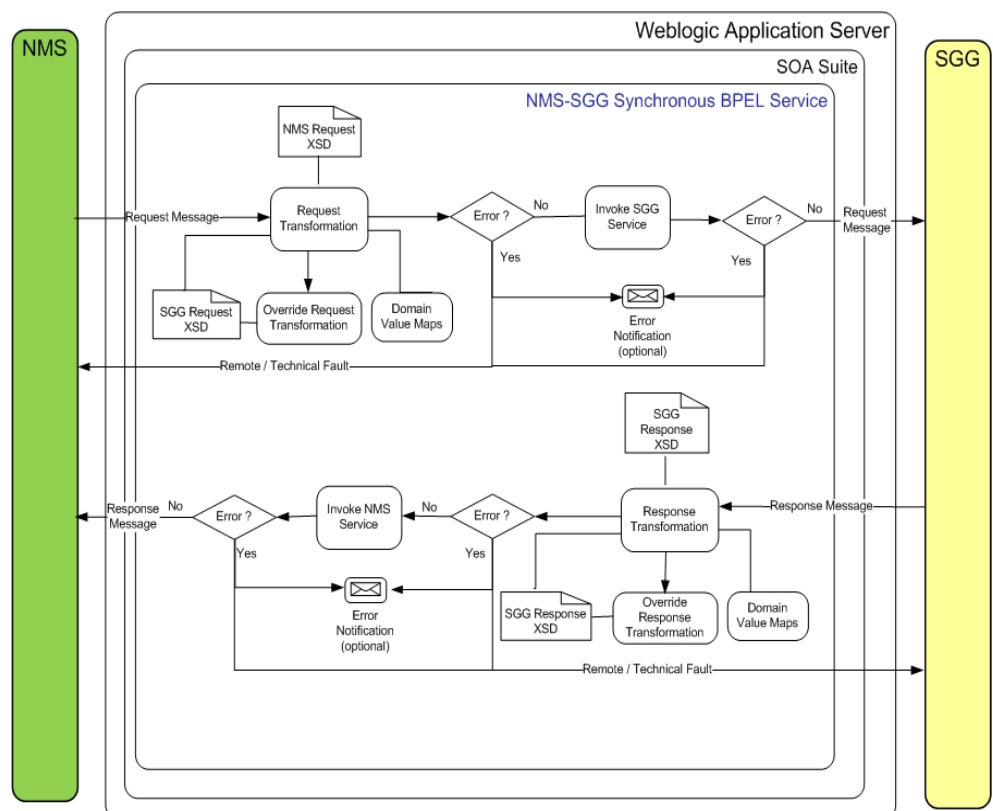 Weblogic Application Server
NMS
SGG
SOA Suite
NMS-SGG Synchronous BPEL Service
NMS Request
XSD
Request Message
Request
Transformation
Error ?
No
Invoke SGG
Service
Error ?
No
Request
Message
Yes
Yes
SGG Request
XSD
Override Request
Transformation
Domain
Value Maps
Error
Notification
(optional)
Remote / Technical Fault
SGG
Response
XSD
Response
Message
No
Error ?
Invoke NMS
Service
No
Error ?
Response
Transformation
Response Message
Yes
Yes
Error
Notification
(optional)
SGG Response
XSD
Override
Response
Transformation
Domain
Value Maps
Remote / Technical Fault